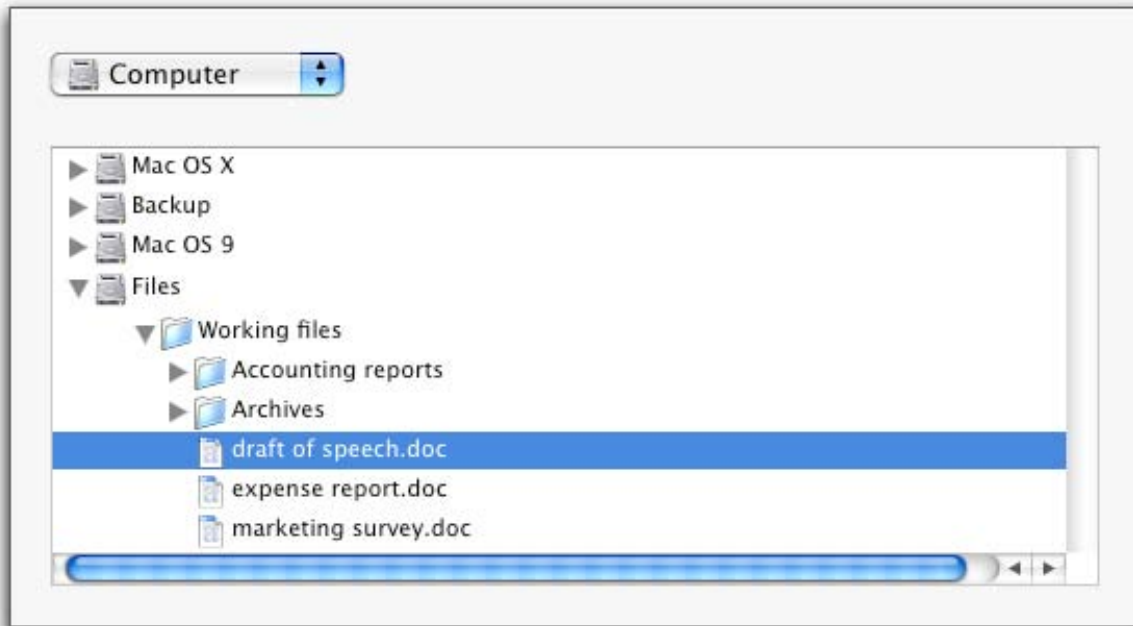 Computer
Mac OS X
Backup
Mac OS 9
Files
Working files
Accounting reports
Archives
draft of speech.doc
expense report.doc
marketing survey.doc